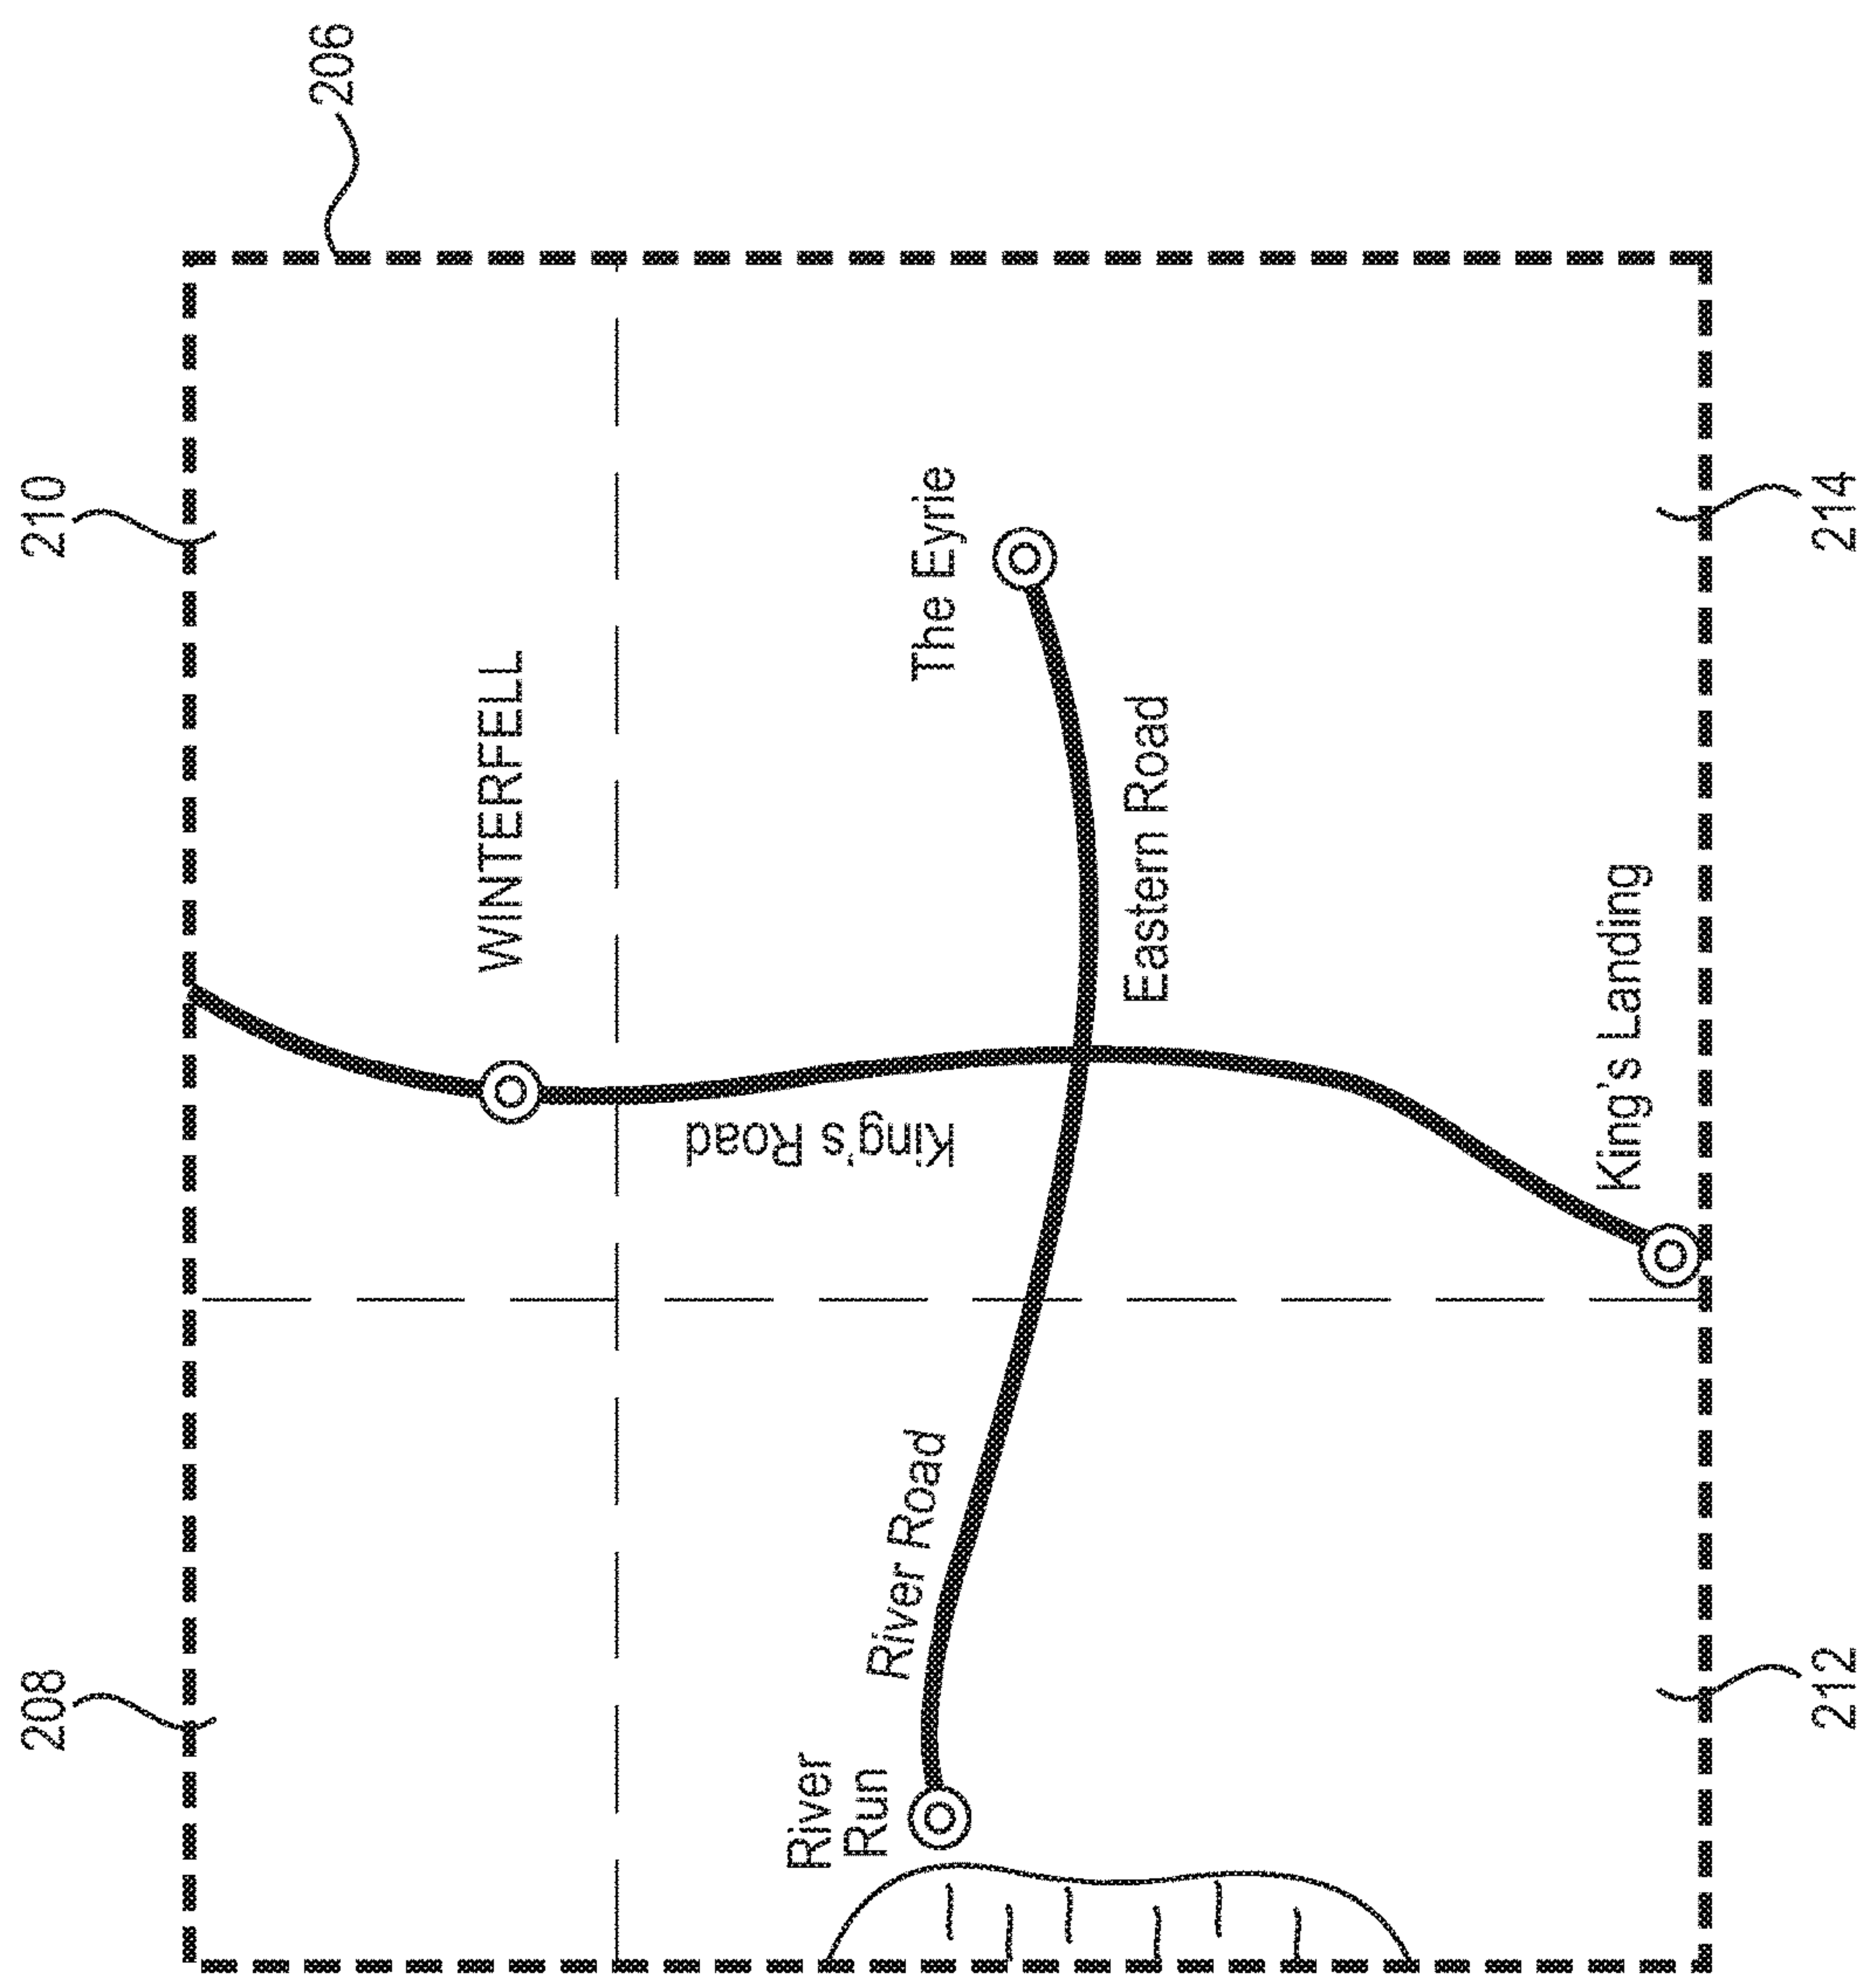 208
210
206
WINTERFELL
King's Road
River
Run
River Road
The Eyrie
Eastern Road
King's Landing
212
214